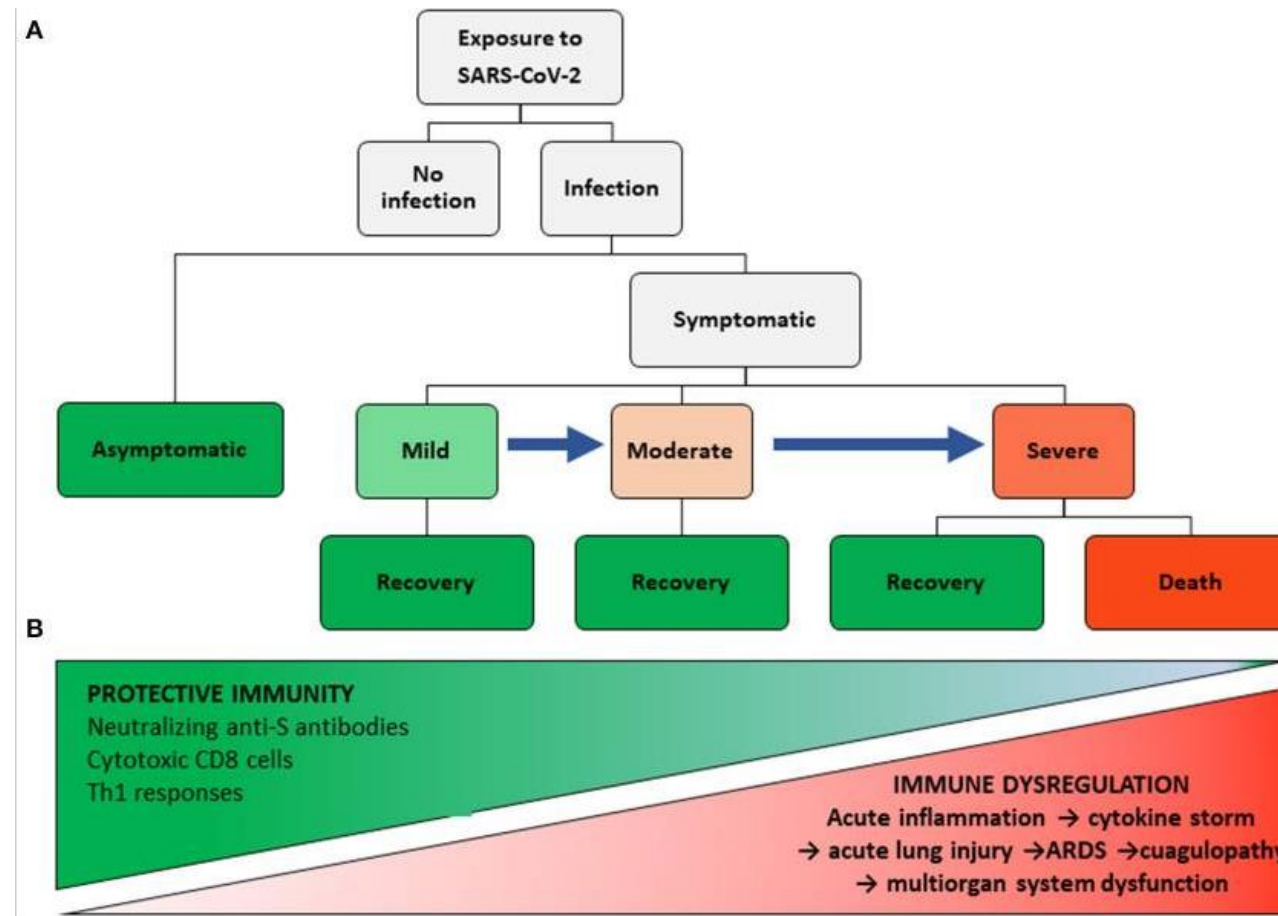 A
Exposure to
SARS-CoV-2
No
infection
Infection
Symptomatic
Asymptomatic
Mild
Moderate
Severe
Recovery
Recovery
Recovery
Death
B
PROTECTIVE IMMUNITY
Neutralizing anti-S antibodies
Cytotoxic CD8 cells
Th1 responses
IMMUNE DYSREGULATION
Acute inflammation → cytokine storm
→ acute lung injury →ARDS →cuagulopathy
→ multiorgan system dysfunction